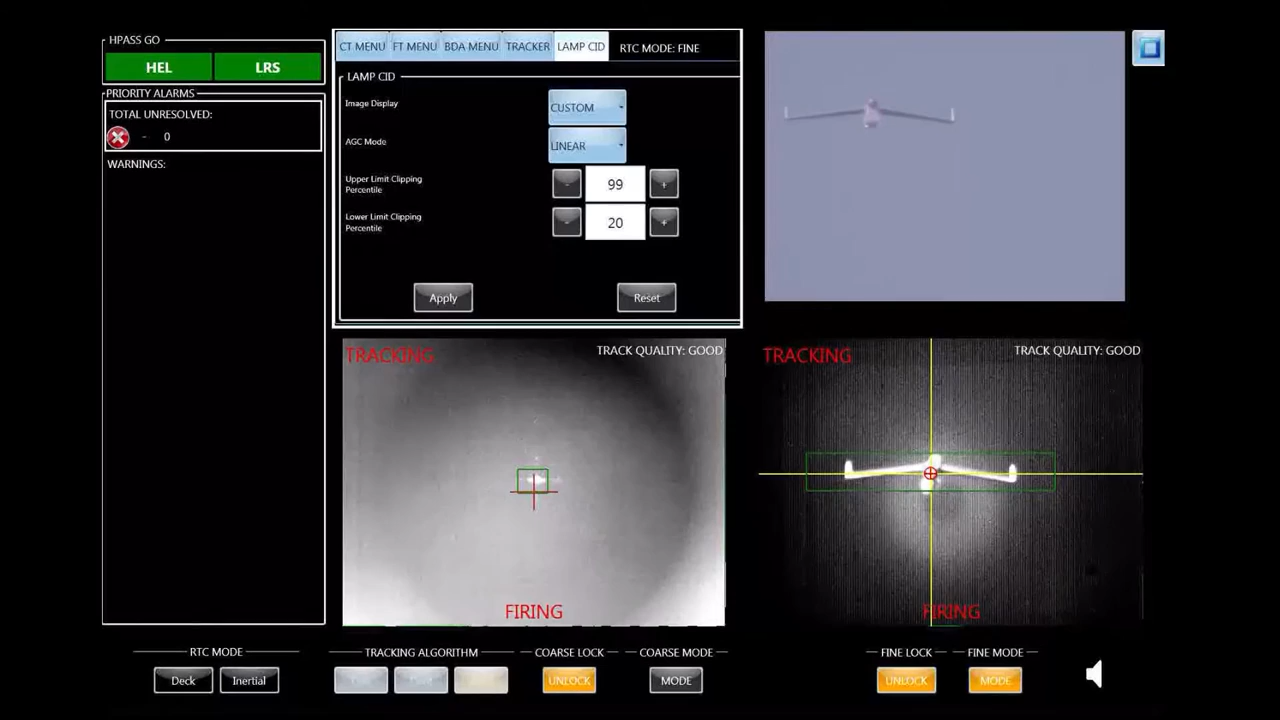 HPASS GO
HEL
LRS
PRIORITY ALARMS
TOTAL UNRESOLVED:
- 0
WARNINGS:
CT MENU
FT MENU
BDA MENU
TRACKER
LAMP CID
RTC MODE: FINE
LAMP CID
Image Display
CUSTOM
AGC Mode
LINEAR
Upper Limit Clipping
Percentile
- 99 +
Lower Limit Clipping
Percentile
- 20 +
Apply
Reset
TRACKING
TRACK QUALITY: GOOD
FIRING
TRACKING
TRACK QUALITY: GOOD
FIRING
RTC MODE
Deck
Inertial
TRACKING ALGORITHM
COARSE LOCK
UNLOCK
COARSE MODE
MODE
FINE LOCK
UNLOCK
FINE MODE
MODE